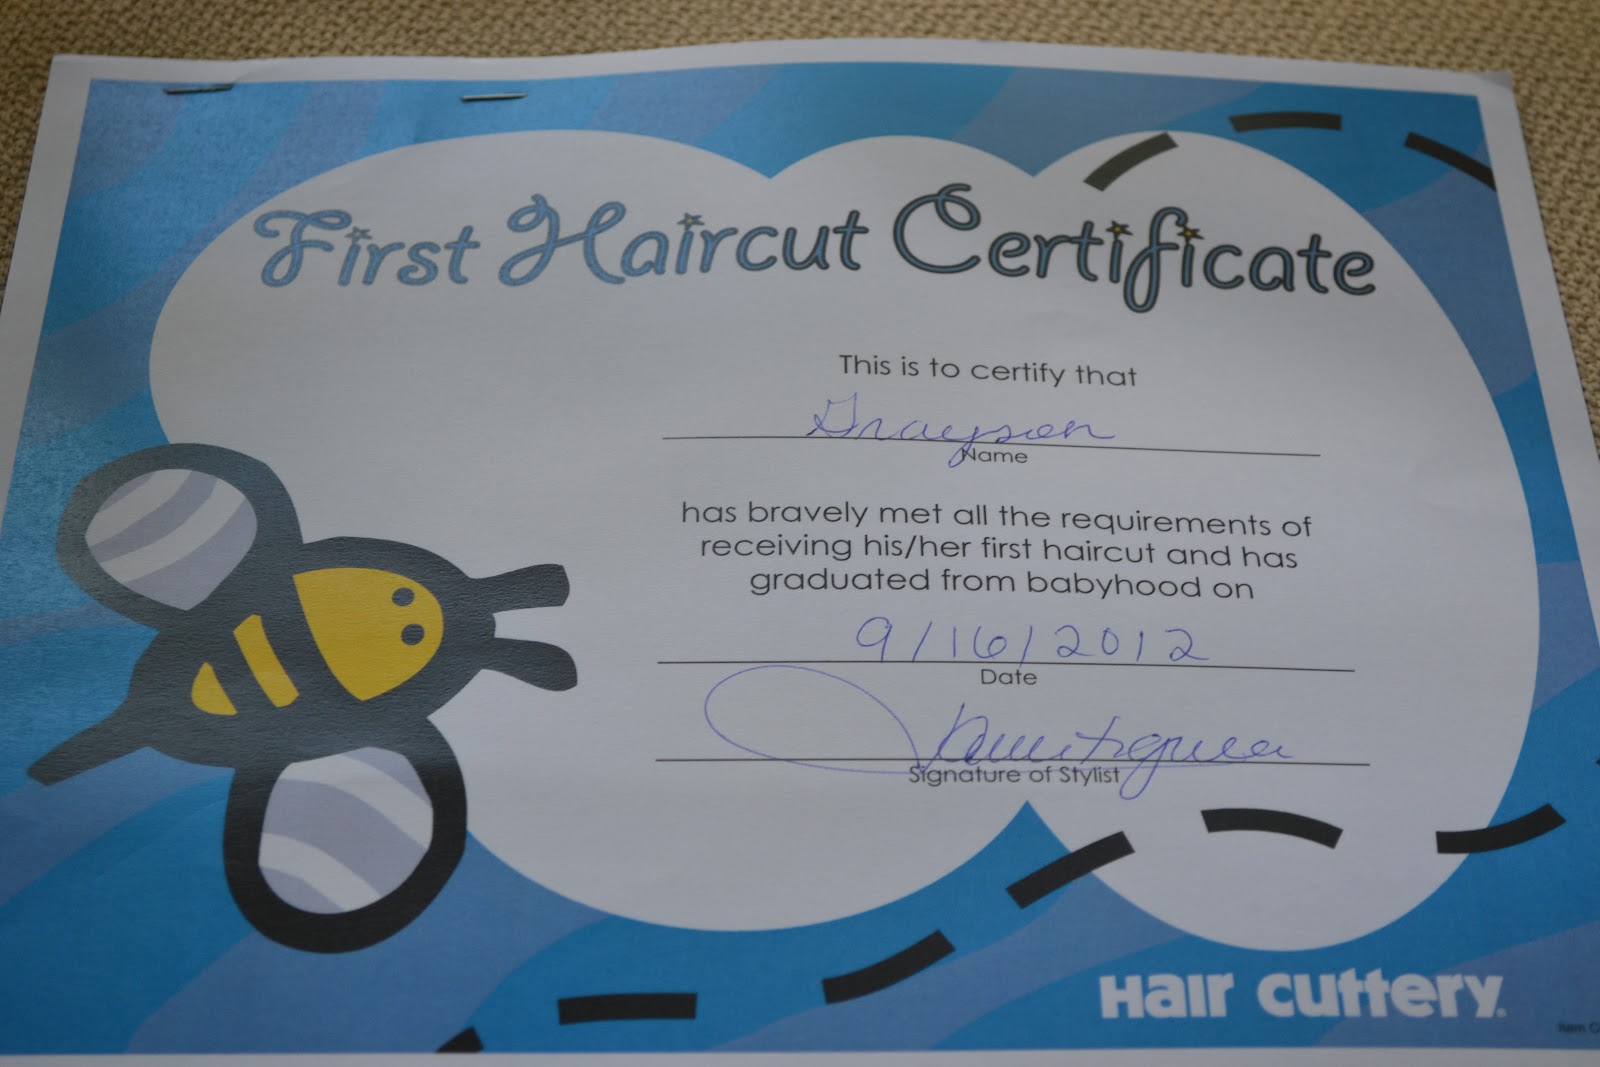 First Haircut Certificate
This is to certify that
Grayson
Name
has bravely met all the requirements of
receiving his/her first haircut and has
graduated from babyhood on
9/16/2012
Date
Signature of Stylist
Hair Cuttery.
Item